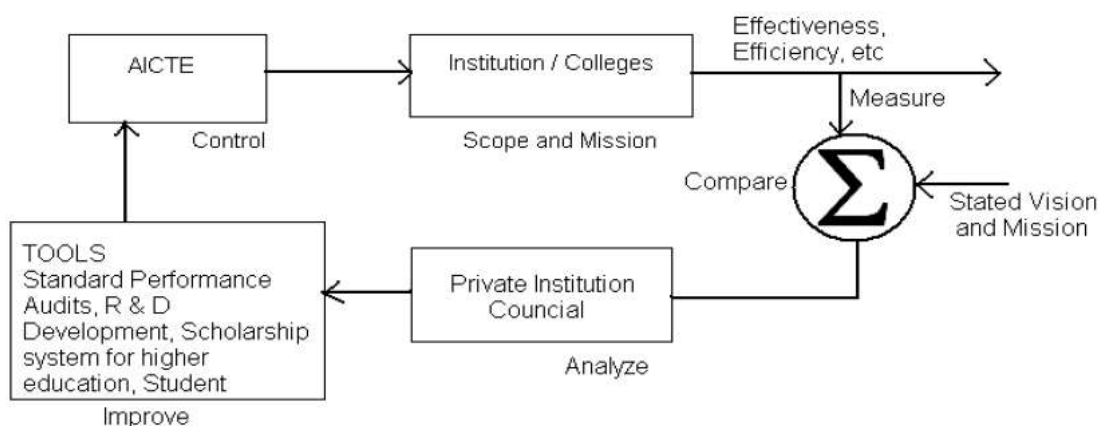 AICTE
Control
Institution / Colleges
Scope and Mission
Effectiveness,
Efficiency, etc
Measure
Compare
Σ
Stated Vision
and Mission
Private Institution
Councial
Analyze
TOOLS
Standard Performance
Audits, R & D
Development, Scholarship
system for higher
education, Student
Improve